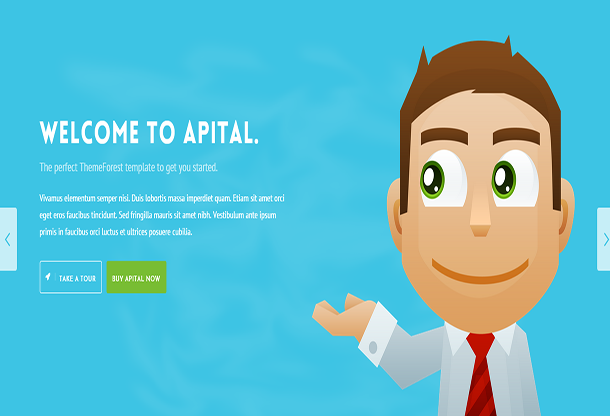 WELCOME TO APITAL.
The perfect ThemeForest template to get you started.
Vivamus elementum semper nisi. Duis lobortis massa imperdiet quam. Etiam sit amet orci
eget eros faucibus tincidunt. Sed fringilla mauris sit amet nibh. Vestibulum ante ipsum
primis in faucibus orci luctus et ultrices posuere cubilia.
TAKE A TOUR
BUY APITAL NOW